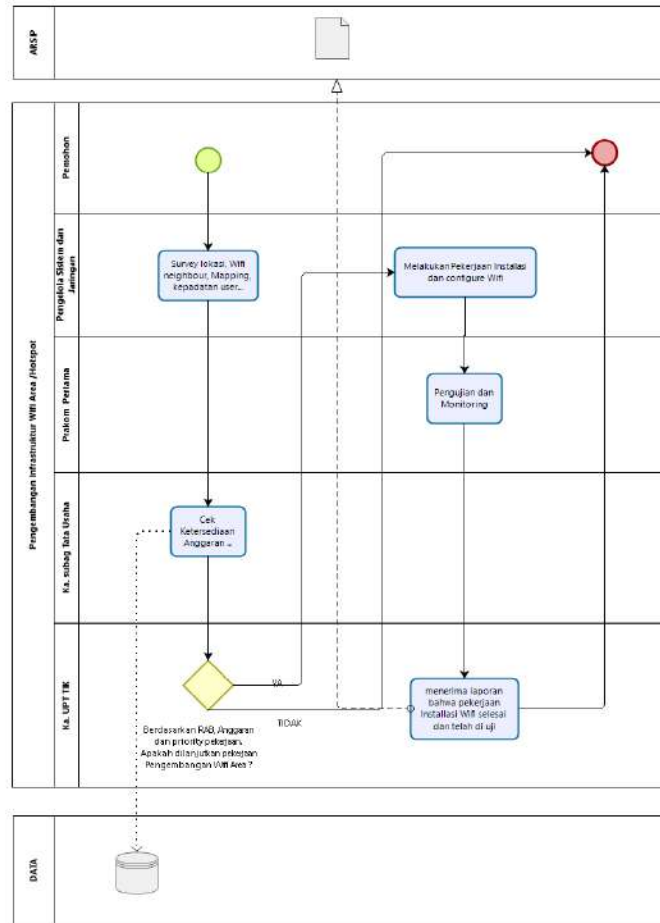 ARSIP
Pengembangan Infrastruktur Wifi Area /Hotspot
Pemohon
Pengelola Sistem dan
Jaringan
Survey lokasi, Wifi
neighbour, Mapping,
kepadatan user...
Melakukan Pekerjaan Instalasi
dan configure Wifi
Prakom Pertama
Pengujian dan
Monitoring
Ka. subag Tata Usaha
Cek
Ketersediaan
Anggaran ..
Ka. UPT TIK
YA
TIDAK
Berdasarkan RAB, Anggaran
dan priority pekerjaan,
Apakah dilanjutkan pekerjaan
Pengembangan Wifi Area ?
menerima laporan
bahwa pekerjaan
Installasi Wifi selesai
dan telah di uji
DATA